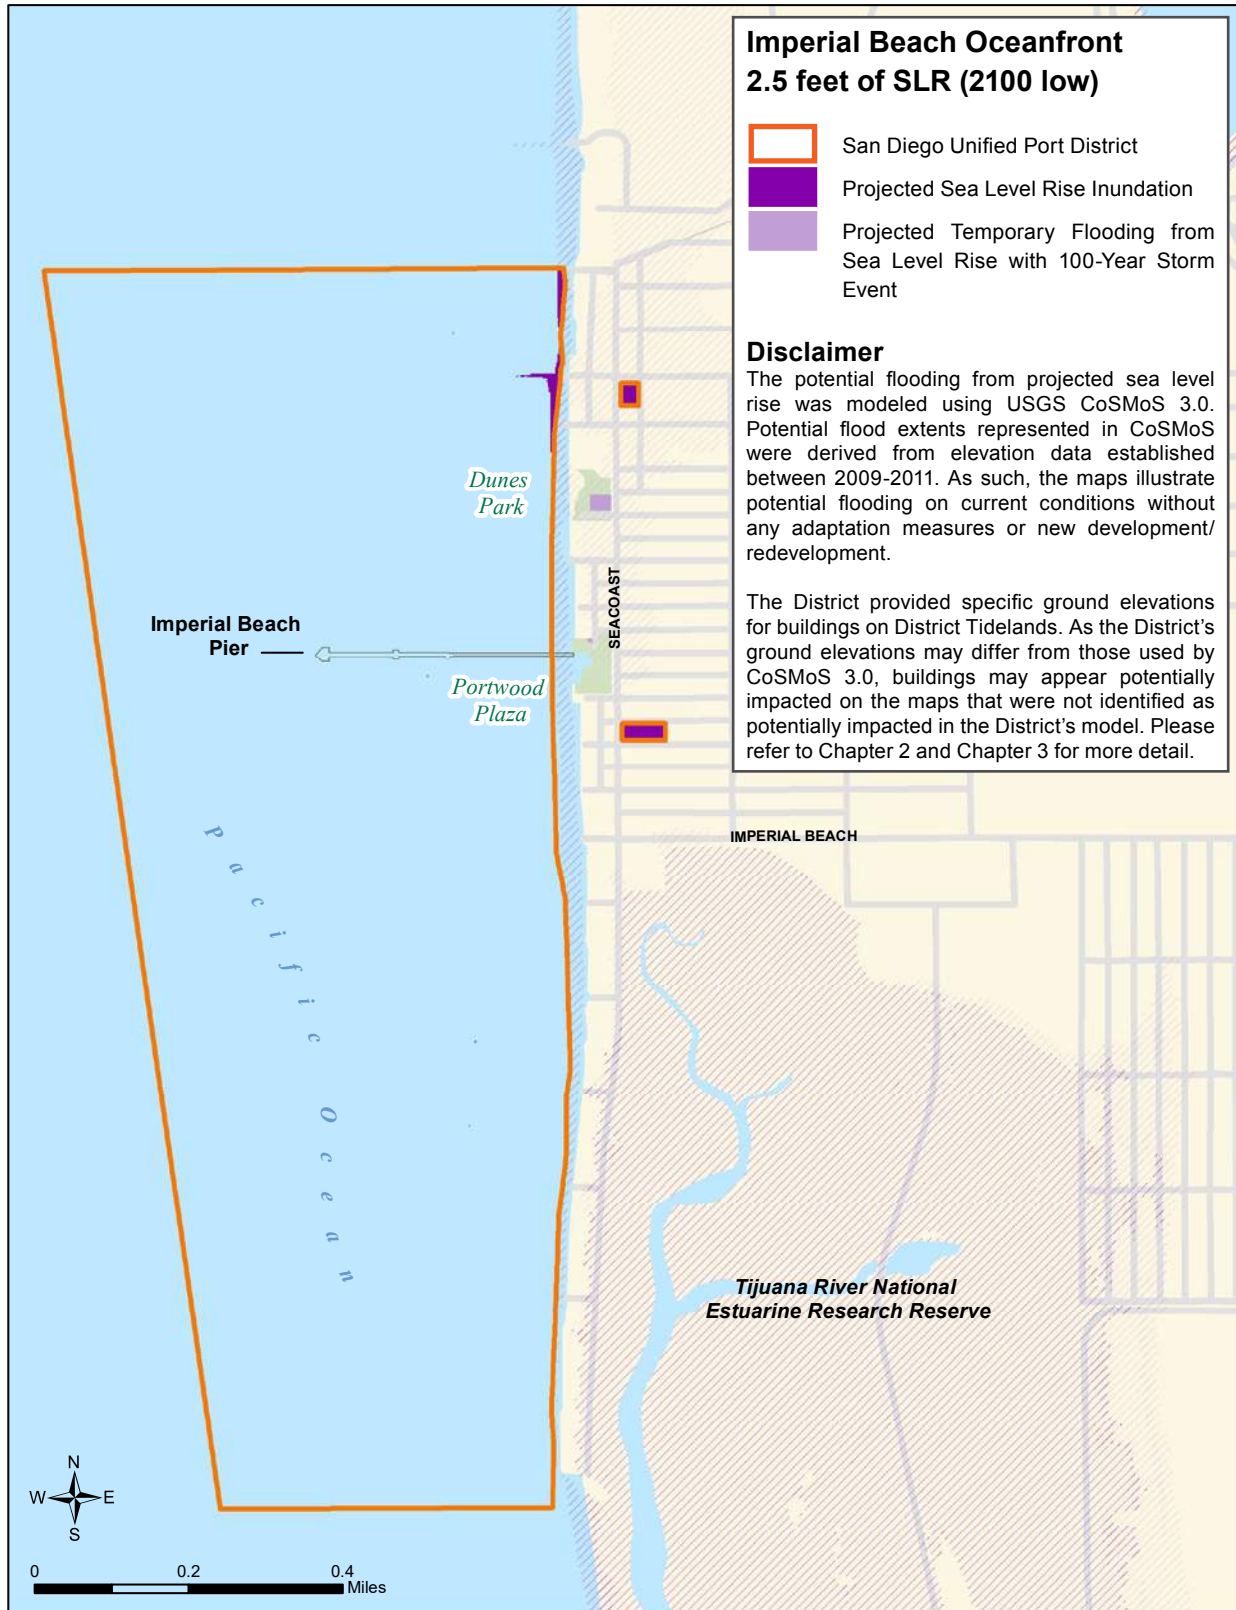 Imperial Beach Oceanfront
2.5 feet of SLR (2100 low)
San Diego Unified Port District
Projected Sea Level Rise Inundation
Projected Temporary Flooding from
Sea Level Rise with 100-Year Storm
Event
Disclaimer
The potential flooding from projected sea level
rise was modeled using USGS CoSMoS 3.0.
Potential flood extents represented in CoSMoS
were derived from elevation data established
between 2009-2011. As such, the maps illustrate
potential flooding on current conditions without
any adaptation measures or new development/
redevelopment.
The District provided specific ground elevations
for buildings on District Tidelands. As the District's
ground elevations may differ from those used by
CoSMoS 3.0, buildings may appear potentially
impacted on the maps that were not identified as
potentially impacted in the District's model. Please
refer to Chapter 2 and Chapter 3 for more detail.
Dunes
Park
SEACOAST
Imperial Beach
Pier
Portwood
Plaza
IMPERIAL BEACH
Pacific Ocean
Tijuana River National
Estuarine Research Reserve
N
W E
S
0 0.2 0.4
Miles